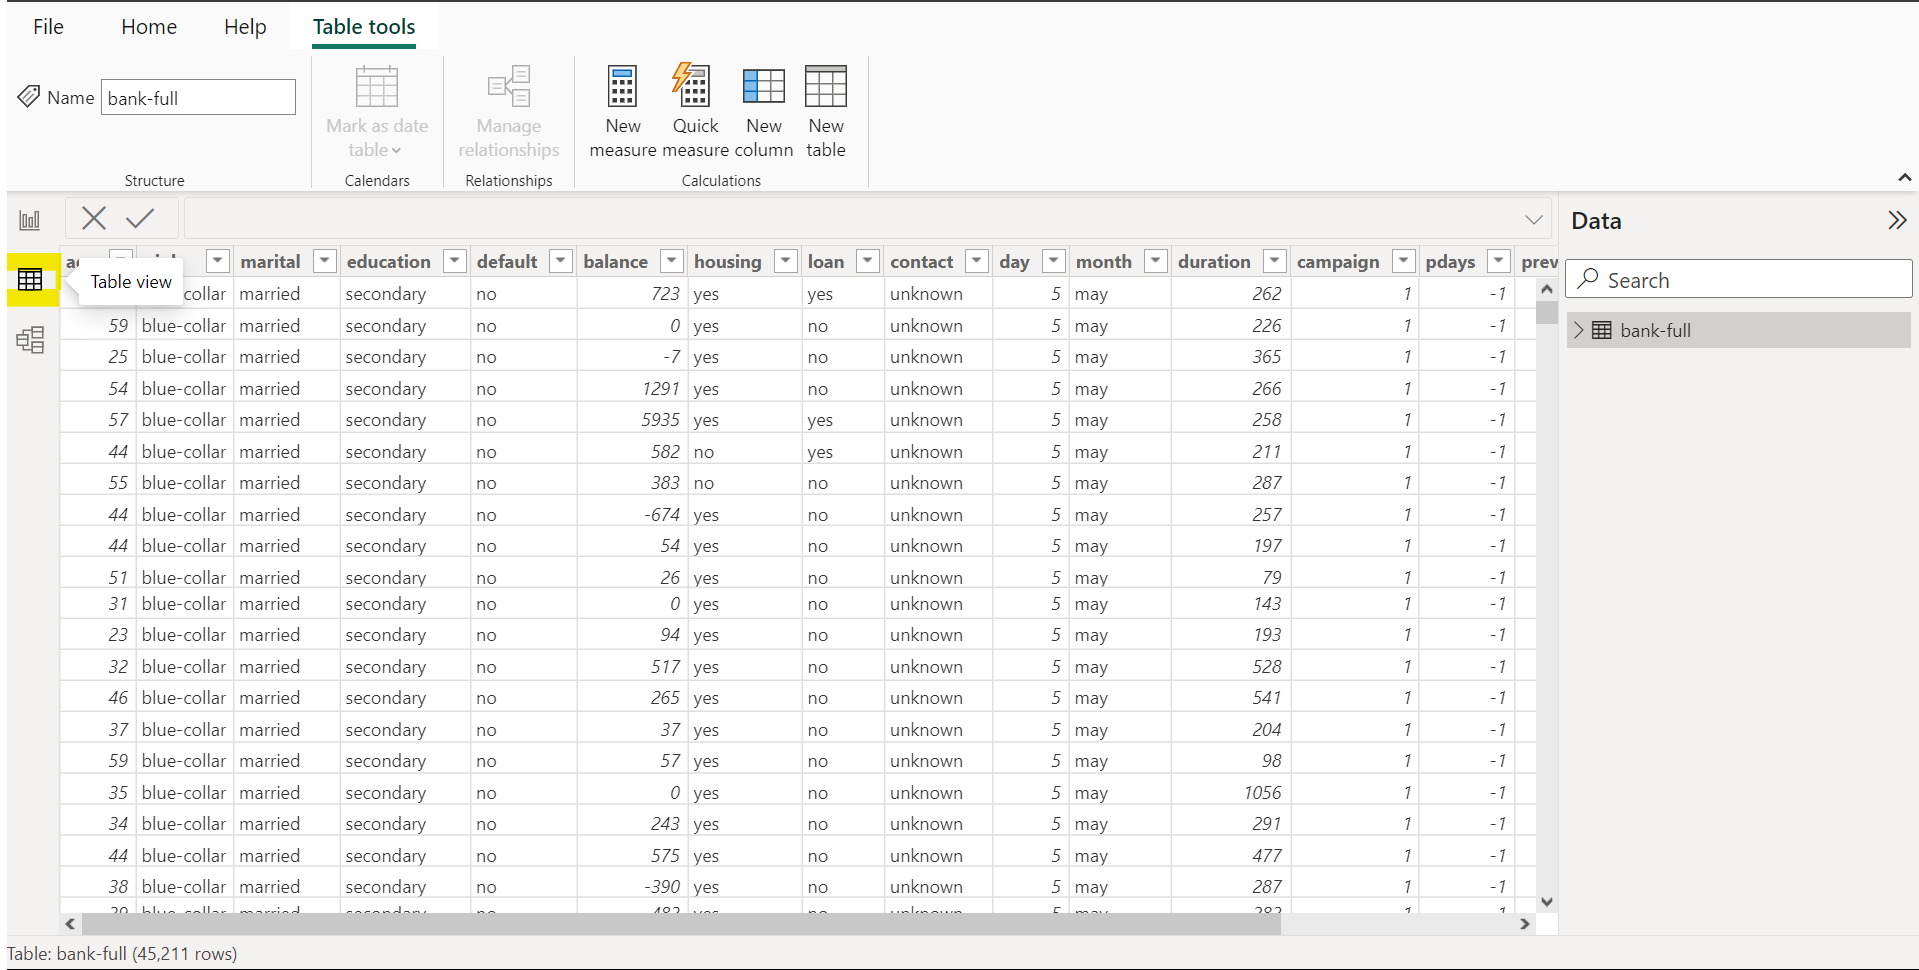 File Home Help Table tools
Name bank-full
Mark as date table
Manage relationships
New measure
Quick measure
New column
New table
Structure Calendars Relationships Calculations
Data
marital education default balance housing loan contact day month duration campaign pdays prev
Table view
Search
bank-full
collar married secondary no 723 yes yes unknown 5 may 262 1 -1
59 blue-collar married secondary no 0 yes no unknown 5 may 226 1 -1
25 blue-collar married secondary no -7 yes no unknown 5 may 365 1 -1
54 blue-collar married secondary no 1291 yes no unknown 5 may 266 1 -1
57 blue-collar married secondary no 5935 yes yes unknown 5 may 258 1 -1
44 blue-collar married secondary no 582 no yes unknown 5 may 211 1 -1
55 blue-collar married secondary no 383 no no unknown 5 may 287 1 -1
44 blue-collar married secondary no -674 yes no unknown 5 may 257 1 -1
44 blue-collar married secondary no 54 yes no unknown 5 may 197 1 -1
51 blue-collar married secondary no 26 yes no unknown 5 may 79 1 -1
31 blue-collar married secondary no 0 yes no unknown 5 may 143 1 -1
23 blue-collar married secondary no 94 yes no unknown 5 may 193 1 -1
32 blue-collar married secondary no 517 yes no unknown 5 may 528 1 -1
46 blue-collar married secondary no 265 yes no unknown 5 may 541 1 -1
37 blue-collar married secondary no 37 yes no unknown 5 may 204 1 -1
59 blue-collar married secondary no 57 yes no unknown 5 may 98 1 -1
35 blue-collar married secondary no 0 yes no unknown 5 may 1056 1 -1
34 blue-collar married secondary no 243 yes no unknown 5 may 291 1 -1
44 blue-collar married secondary no 575 yes no unknown 5 may 477 1 -1
38 blue-collar married secondary no -390 yes no unknown 5 may 287 1 -1
Table: bank-full (45,211 rows)